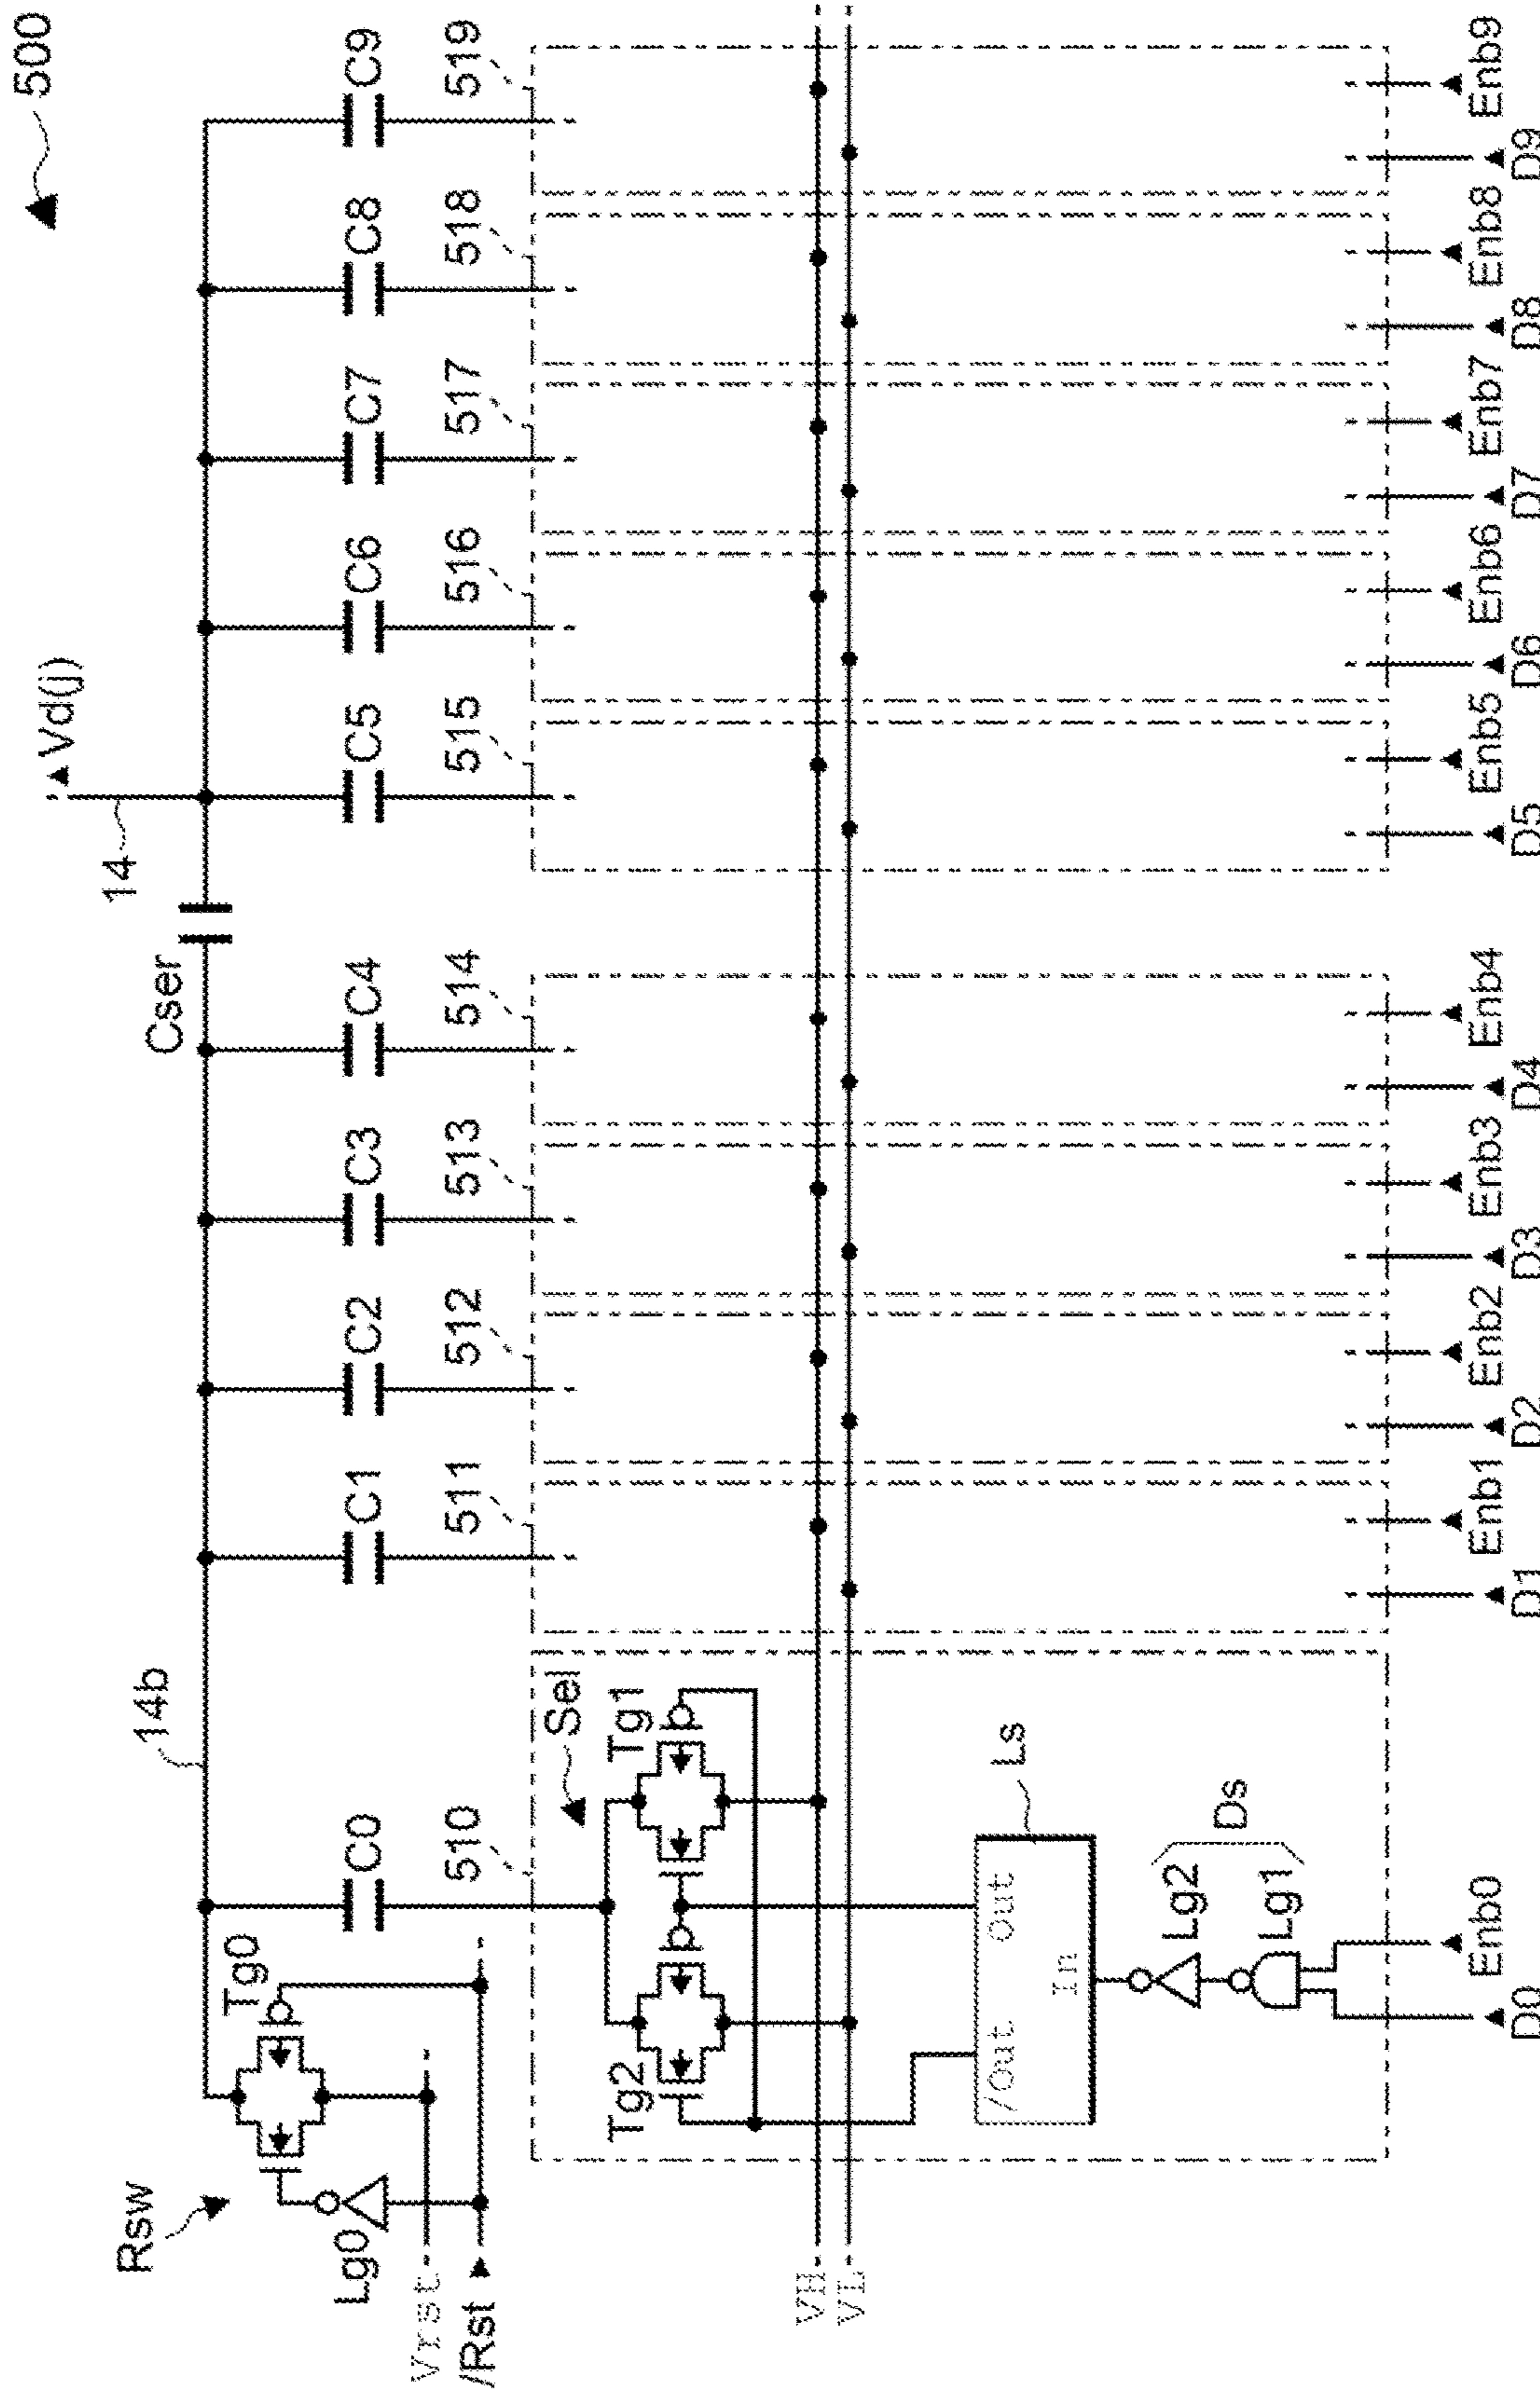 500
Vd(j)
14
14b
Cser
Rsw
Tg0
Lg0
Vrst
/Rst
C0
C1
C2
C3
C4
C5
C6
C7
C8
C9
510
511
512
513
514
515
516
517
518
519
Sel
Tg2
Tg1
VH
VL
Ls
/Out
Out
In
Lg2
Lg1
Ds
D0
Enb0
D1
Enb1
D2
Enb2
D3
Enb3
D4
Enb4
D5
Enb5
D6
Enb6
D7
Enb7
D8
Enb8
D9
Enb9